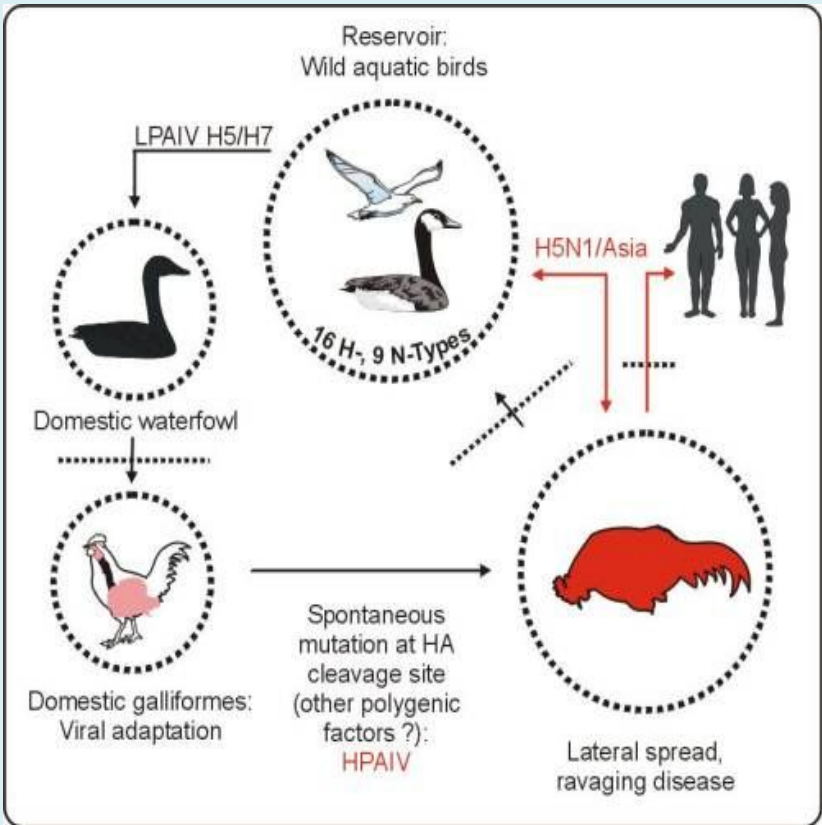 Reservoir:
Wild aquatic birds
LPAIV H5/H7
16 H-, 9 N-Types
H5N1/Asia
Domestic waterfowl
Domestic galliformes:
Viral adaptation
Spontaneous
mutation at HA
cleavage site
(other polygenic
factors ?):
HPAIV
Lateral spread,
ravaging disease